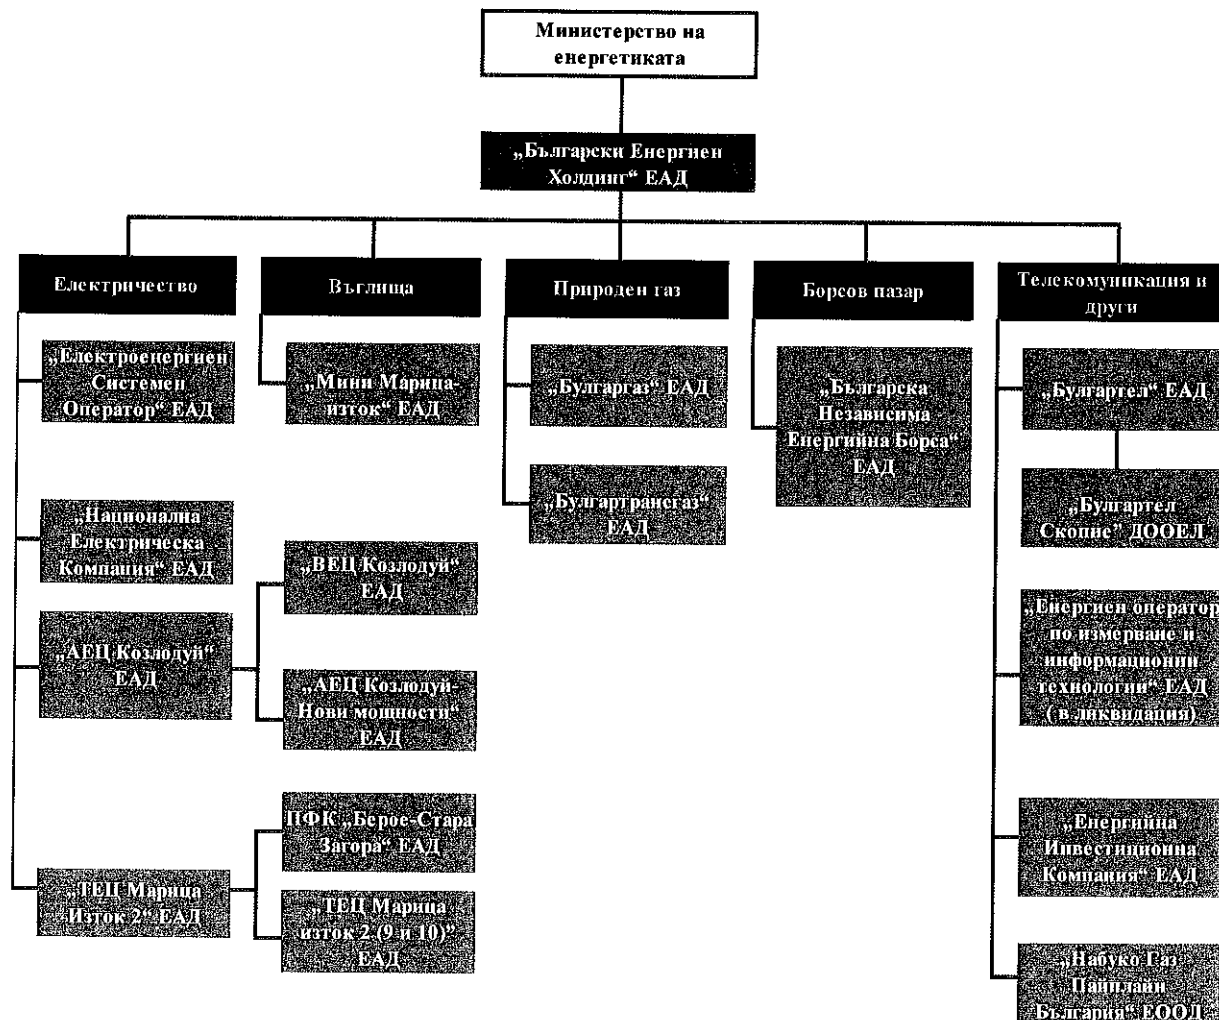 Министерство на
енергетиката
„Български Енергиен
Холдинг“ ЕАД
Електричество
„Електроенергиен
Системен
Оператор“ ЕАД
„Национална
Електрическа
Компания“ ЕАД
„АЕЦ Козлодуй“
ЕАД
„ВЕЦ Козлодуй“
ЕАД
„АЕЦ Козлодуй-
Нови мощности“
ЕАД
„ТЕЦ Марица
Изток 2“ ЕАД
ПФК „Берое-Стара
Загора“ ЕАД
„ТЕЦ Марица
изток 2 (9 и 10)”
ЕАД
Въглища
„Мини Марица-
изток“ ЕАД
Природен газ
„Булгаргаз“ ЕАД
„Булгартрансгаз“
ЕАД
Борсов пазар
„Българска
Независима
Енергийна Борса“
ЕАД
Телекомуникация и
други
„Булгартел“ ЕАД
„Булгартел
Скопие“ ДООЕЛ
„Енергиен оператор
по измерване и
информационни
технологии“ ЕАД
( в ликвидация)
„Енергийна
Инвестиционна
Компания“ ЕАД
„Набуко Газ
Пайплайн
България“ ЕООД